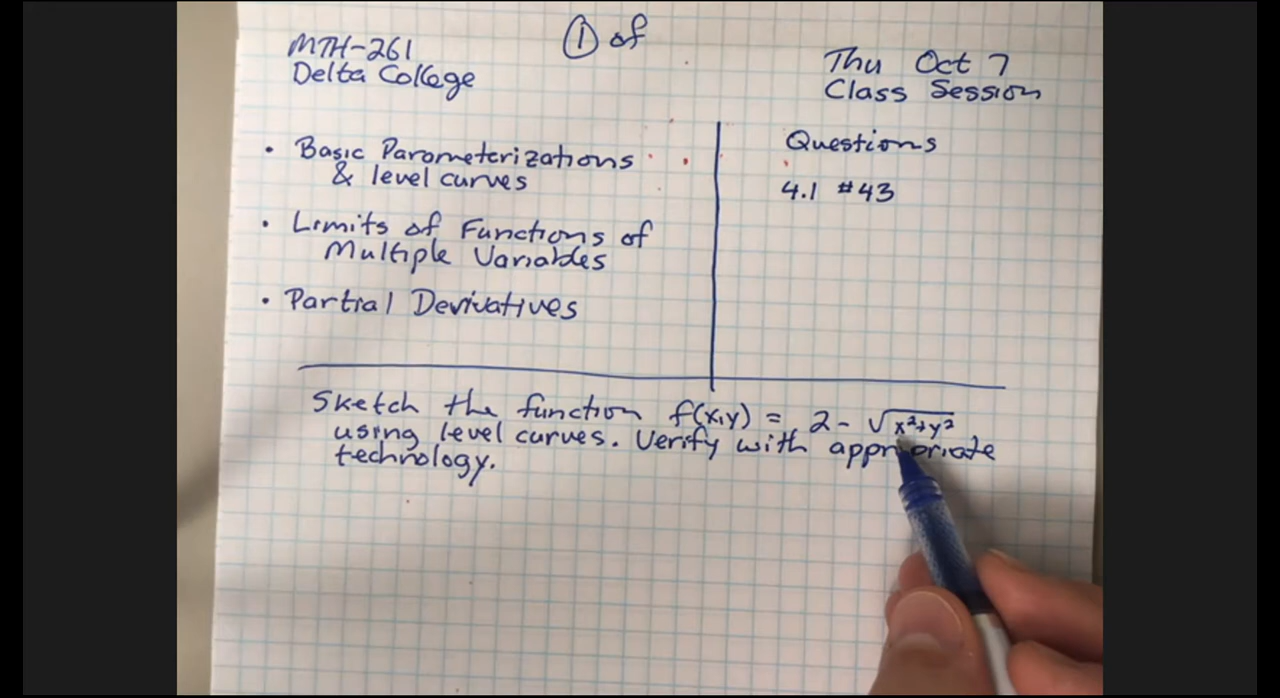 ① of
MTH-261
Delta College
Thu Oct 7
Class Session
• Basic Parameterizations
& level curves
• Limits of Functions of
Multiple Variables
• Partial Derivatives
Questions
4.1 #43
Sketch the function f(x,y) = 2 - √x²+y²
using level curves. Verify with appropriate
technology.